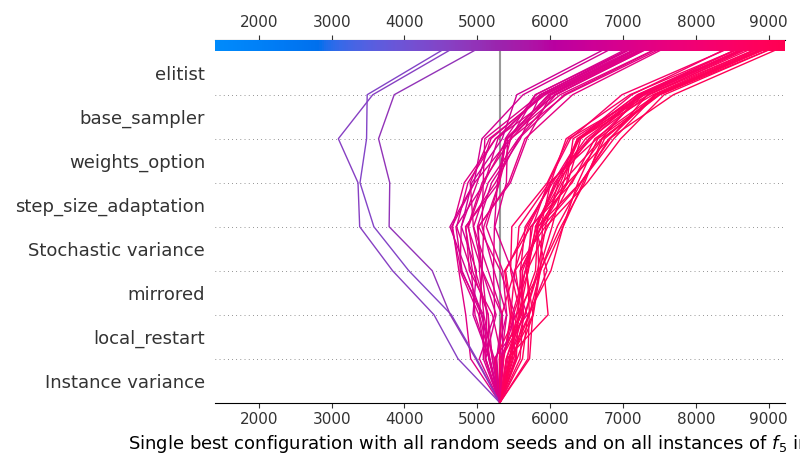 2000 3000 4000 5000 6000 7000 8000 9000
elitist
base_sampler
weights_option
step_size_adaptation
Stochastic variance
mirrored
local_restart
Instance variance
2000 3000 4000 5000 6000 7000 8000 9000
Single best configuration with all random seeds and on all instances of f₅ i